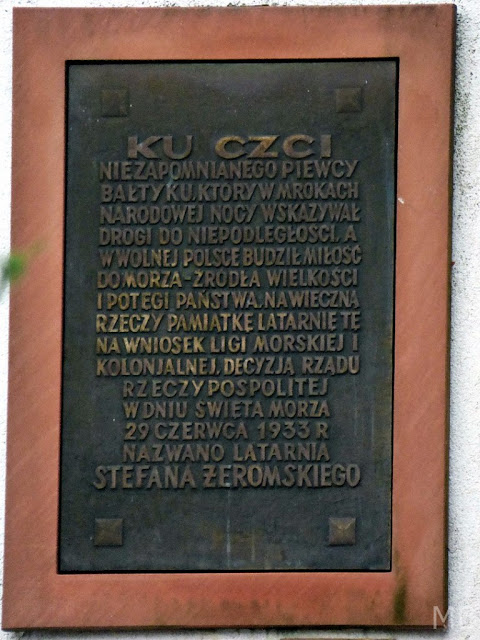 KU CZCI
NIEZAPOMNIANEGO PIEWCY
BAŁTYKU, KTÓRY W MROKACH
NARODOWEJ NOCY WSKAZYWAŁ
DROGI DO NIEPODLEGŁOŚCI, A
W WOLNEJ POLSCE BUDZIŁ MIŁOŚĆ
DO MORZA-ŹRÓDŁA WIELKOŚCI
I POTĘGI PAŃSTWA, NA WIECZNĄ
RZECZY PAMIĄTKĘ LATARNIĘ TĘ
NA WNIOSEK LIGI MORSKIEJ I
KOLONJALNEJ, DECYZJĄ RZĄDU
RZECZYPOSPOLITEJ
W DNIU ŚWIĘTA MORZA
29 CZERWCA 1933 R
NAZWANO LATARNIA
STEFANA ŻEROMSKIEGO